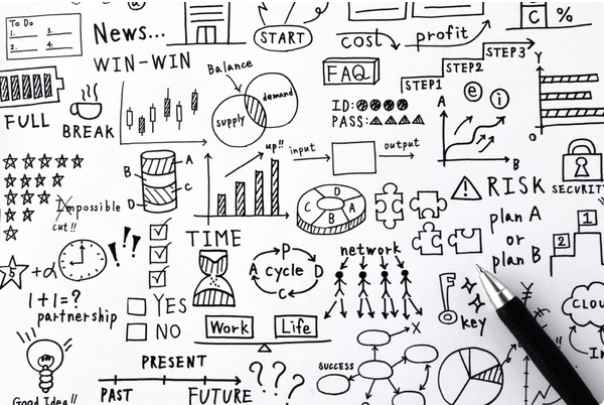 To Do
1.
2.
3.
4.
News...
START
cost
profit
C
%
WIN-WIN
Balance
supply
demand
FAQ
STEP1
STEP2
STEP3
Y
O
FULL
BREAK
ID:
PASS:
e
i
A
B
A
B
C
D
up!!
input
output
D
C
B
A
RISK
SECURITY
Impossible
cut!!
plan A
or
plan B
1
2
5
+α
!!!
TIME
P
A cycle D
C
network
1+1=?
partnership
YES
NO
Work
Life
key
CLOU
In
Good Idea!!
PRESENT
PAST
FUTURE
???
SUCCESS
X